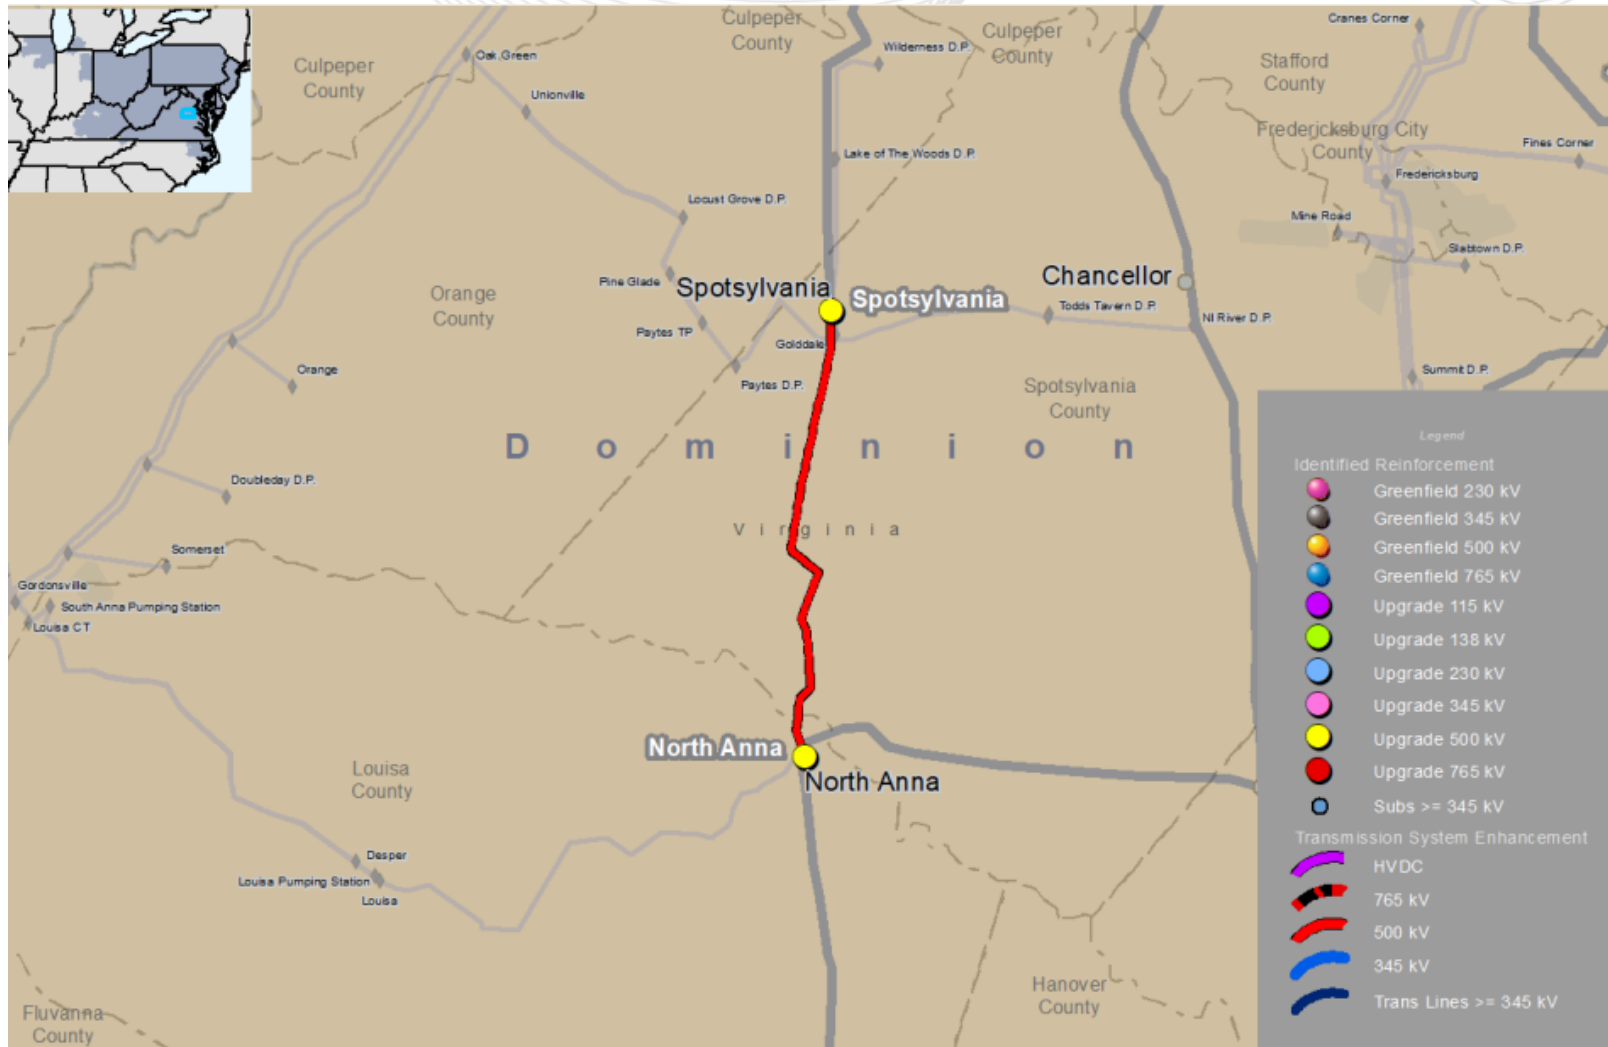 Culpeper
County
Culpeper
County
Cranes Corner
Wilderness D.P.
Oak Green
Culpeper
County
Stafford
County
Unionville
Fredericksburg City
County
Fines Corner
Lake of The Woods D.P.
Fredericksburg
Locust Grove D.P.
Mine Road
Slabtown D.P.
Pine Glade
Spotsylvania
Spotsylvania
Chancellor
Orange
County
Todds Tavern D.P.
NI River D.P.
Paytes TP
Golddale
Orange
Paytes D.P.
Summit D.P.
Spotsylvania
County
Dominion
Doubleday D.P.
Virginia
Somerset
Gordonsville
South Anna Pumping Station
Louisa CT
North Anna
North Anna
Louisa
County
Desper
Louisa Pumping Station
Louisa
Hanover
County
Fluvanna
County
Legend
Identified Reinforcement
Greenfield 230 kV
Greenfield 345 kV
Greenfield 500 kV
Greenfield 765 kV
Upgrade 115 kV
Upgrade 138 kV
Upgrade 230 kV
Upgrade 345 kV
Upgrade 500 kV
Upgrade 765 kV
Subs >= 345 kV
Transmission System Enhancement
HVDC
765 kV
500 kV
345 kV
Trans Lines >= 345 kV